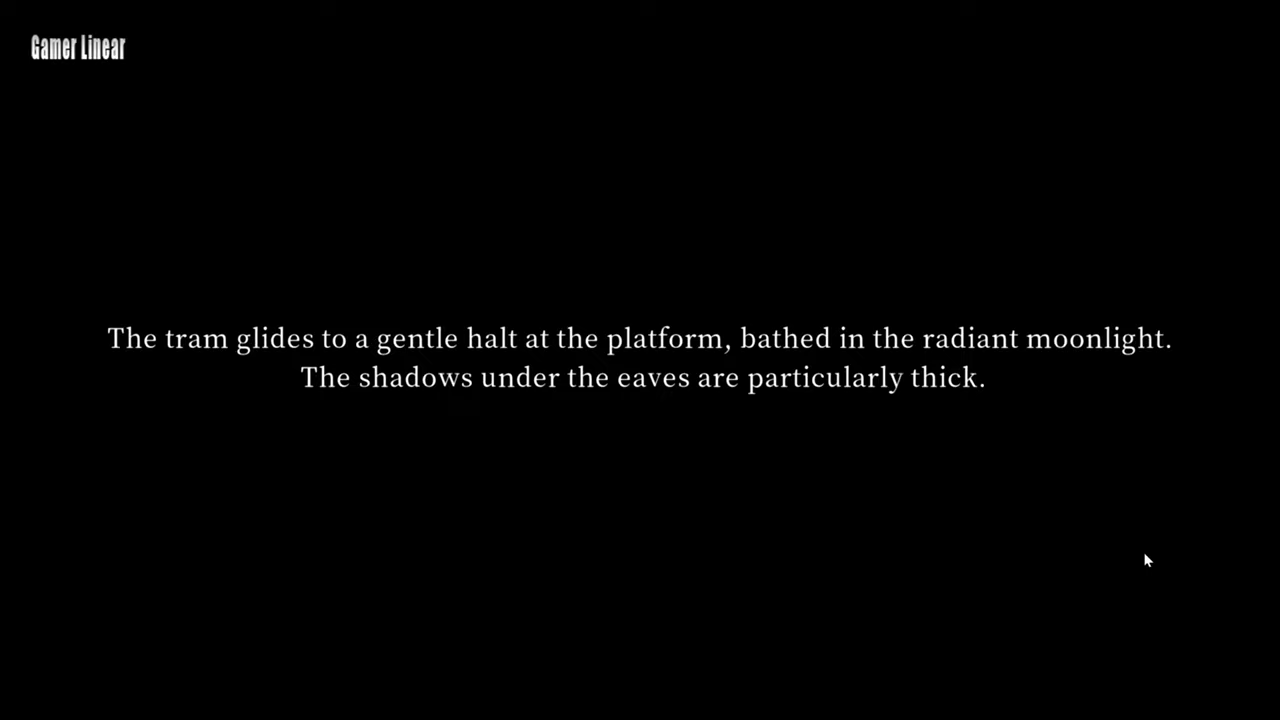 Gamer Linear
The tram glides to a gentle halt at the platform, bathed in the radiant moonlight.
The shadows under the eaves are particularly thick.